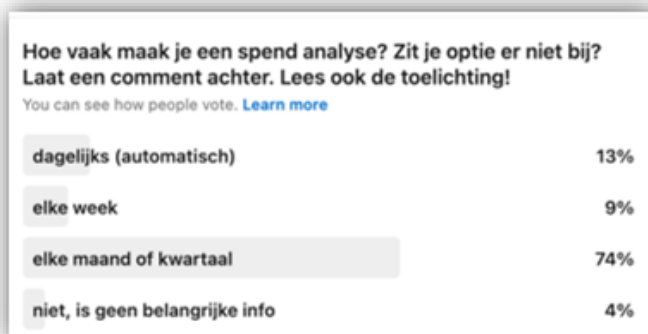 Hoe vaak maak je een spend analyse? Zit je optie er niet bij?
Laat een comment achter. Lees ook de toelichting!
You can see how people vote. Learn more
dagelijks (automatisch) 13%
elke week 9%
elke maand of kwartaal 74%
niet, is geen belangrijke info 4%